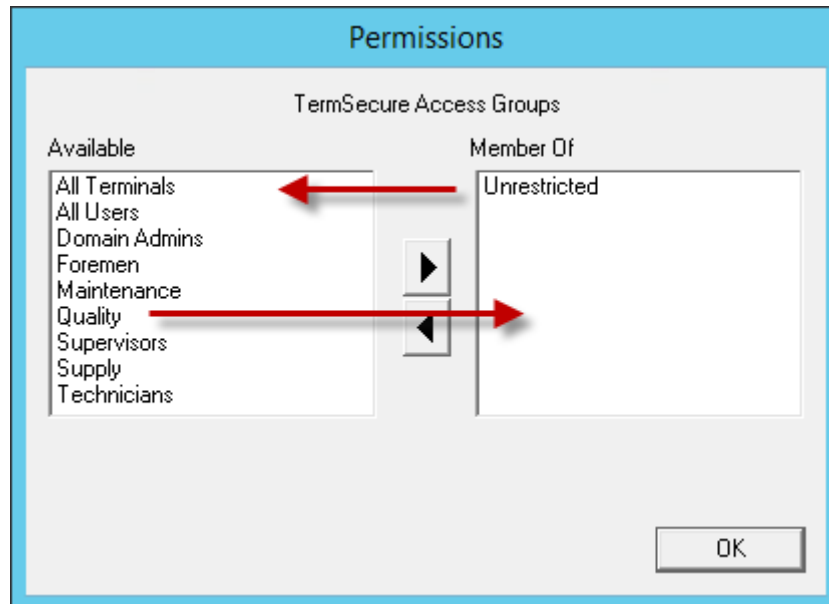 Permissions
TermSecure Access Groups
Available
Member Of
All Terminals
All Users
Domain Admins
Foremen
Maintenance
Quality
Supervisors
Supply
Technicians
Unrestricted
OK